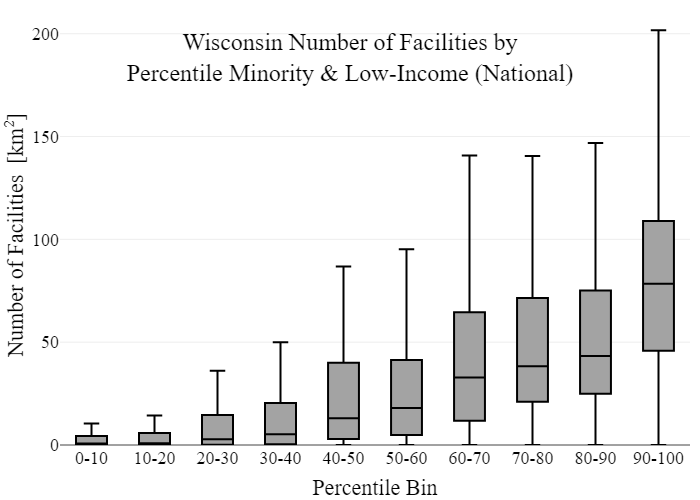 Wisconsin Number of Facilities by
Percentile Minority & Low-Income (National)
Number of Facilities [km²]
200
150
100
50
0
0-10 10-20 20-30 30-40 40-50 50-60 60-70 70-80 80-90 90-100
Percentile Bin